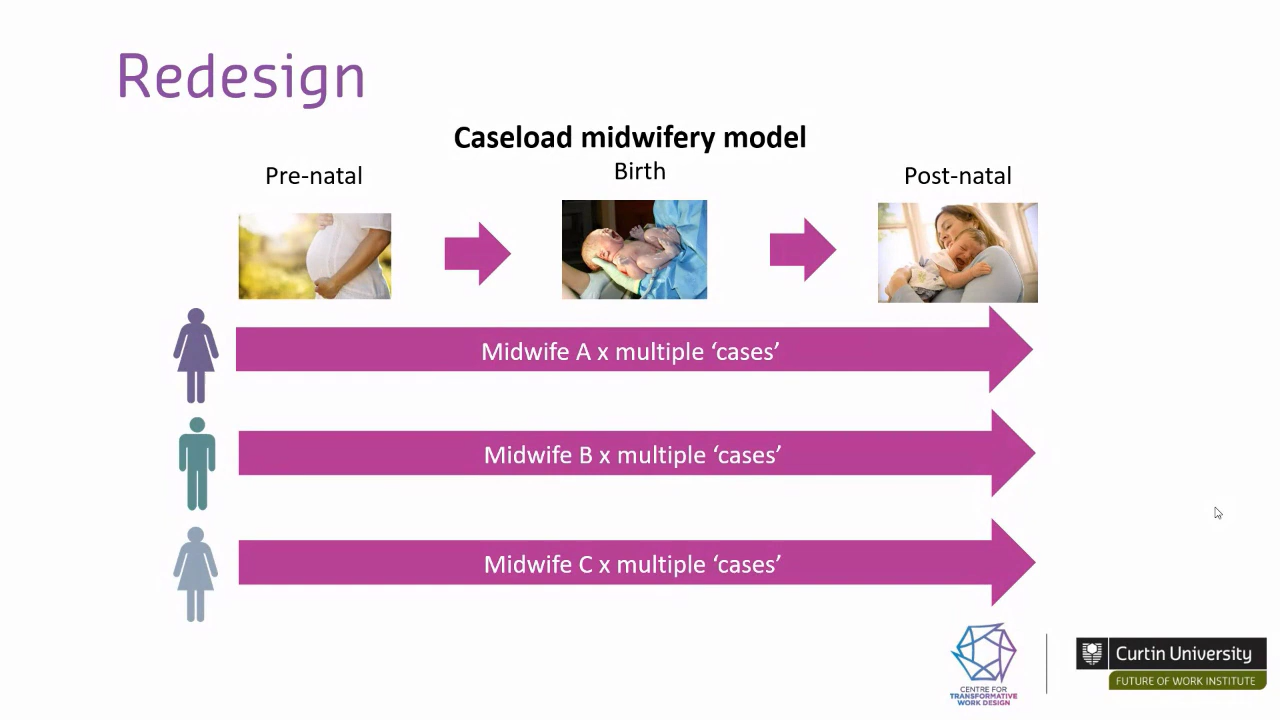 Redesign
Caseload midwifery model
Pre-natal
Birth
Post-natal
Midwife A x multiple ‘cases’
Midwife B x multiple ‘cases’
Midwife C x multiple ‘cases’
CENTRE FOR
TRANSFORMATIVE
WORK DESIGN
Curtin University
FUTURE OF WORK INSTITUTE